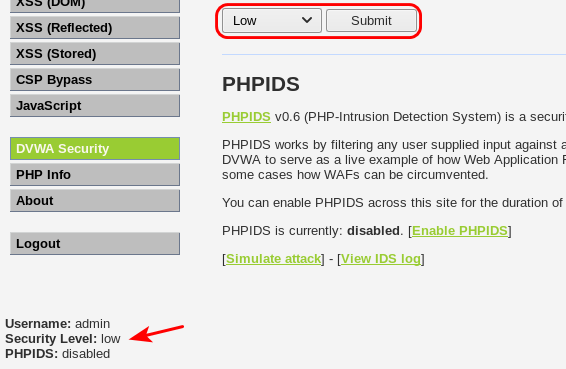 XSS (DOM)
XSS (Reflected)
XSS (Stored)
CSP Bypass
JavaScript
DVWA Security
PHP Info
About
Logout
Username: admin
Security Level: low
PHPIDS: disabled
Low
Submit
PHPIDS
PHPIDS v0.6 (PHP-Intrusion Detection System) is a securi
PHPIDS works by filtering any user supplied input against a
DVWA to serve as a live example of how Web Application F
some cases how WAFs can be circumvented.
You can enable PHPIDS across this site for the duration of
PHPIDS is currently: disabled. [Enable PHPIDS]
[Simulate attack] - [View IDS log]